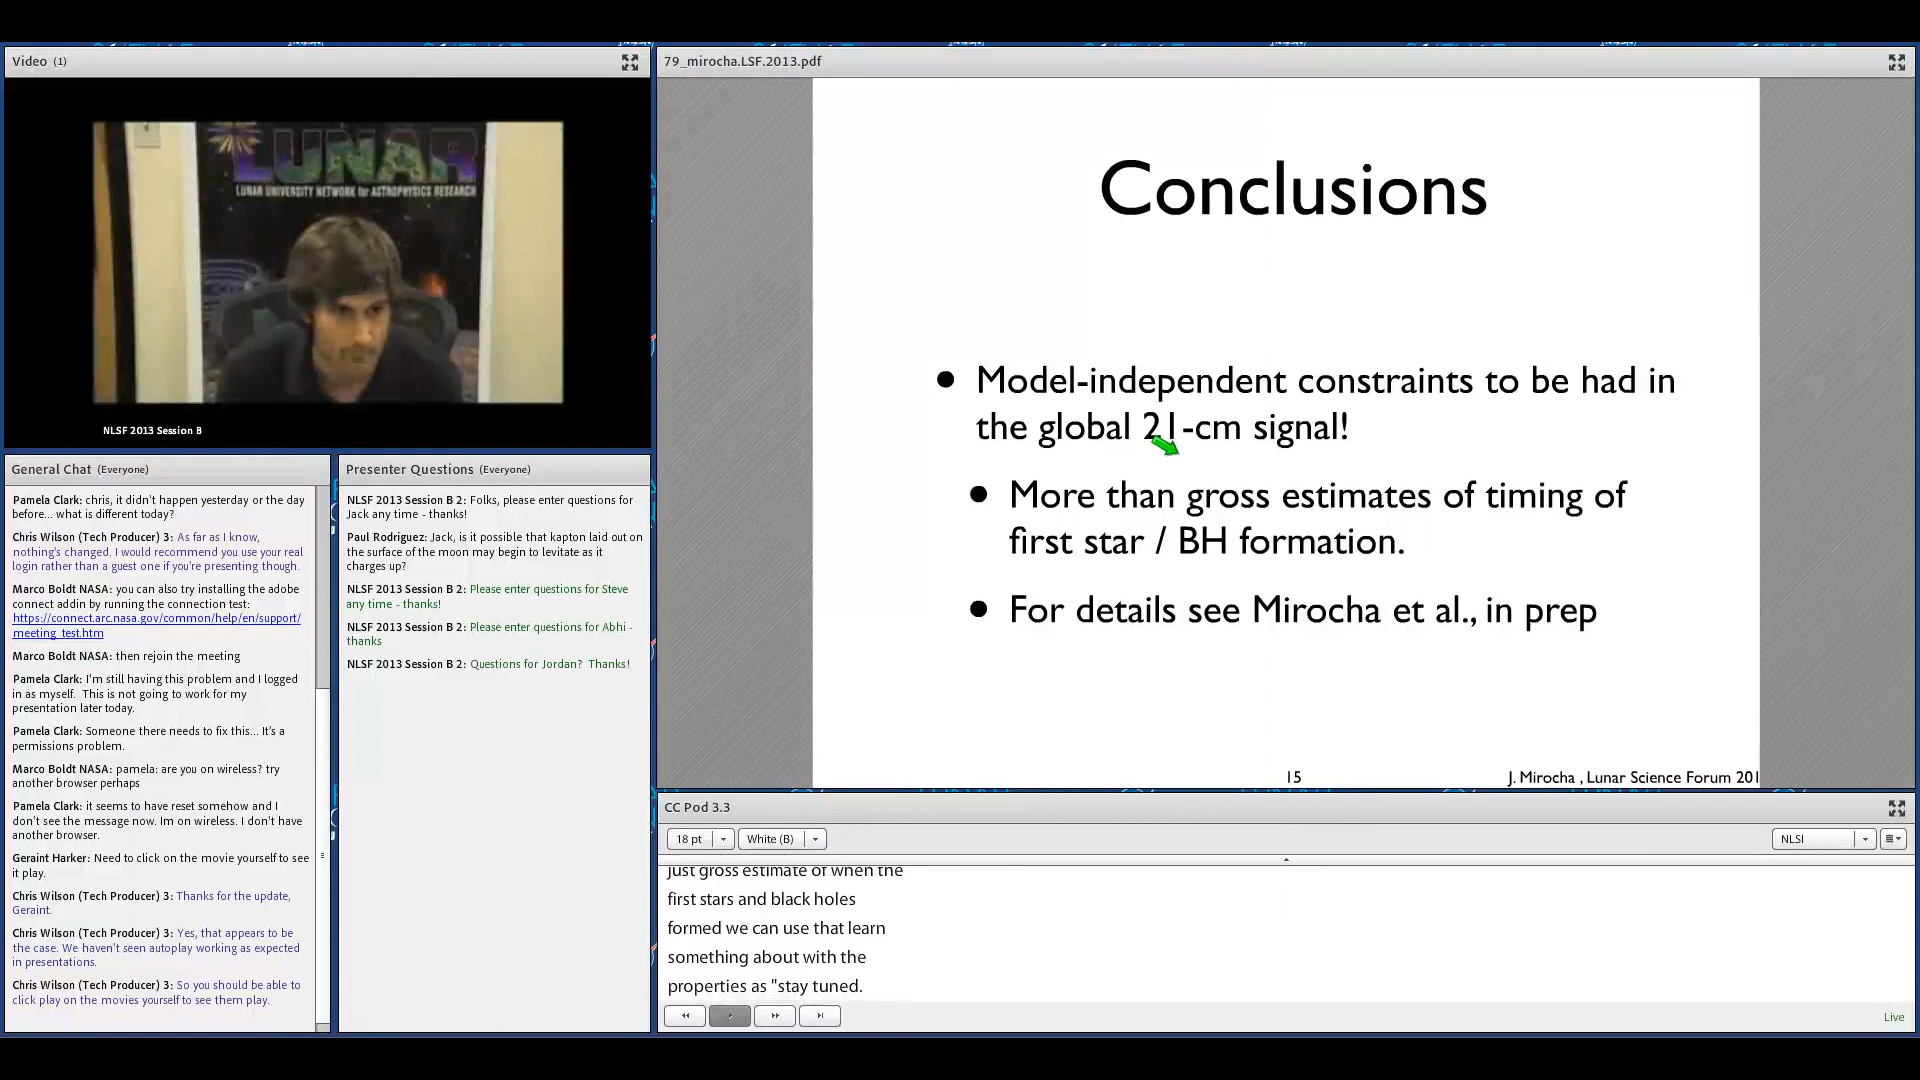 Video (1)
LUNAR
LUNAR UNIVERSITY NETWORK for ASTROPHYSICS RESEARCH
NLSF 2013 Session B
General Chat (Everyone)
Pamela Clark: chris, it didn't happen yesterday or the day
before... what is different today?
Chris Wilson (Tech Producer) 3: As far as I know,
nothing's changed. I would recommend you use your real
login rather than a guest one if you're presenting though.
Marco Boldt NASA: you can also try installing the adobe
connect addin by running the connection test:
https://connect.arc.nasa.gov/common/help/en/support/
meeting_test.htm
Marco Boldt NASA: then rejoin the meeting
Pamela Clark: I'm still having this problem and I logged
in as myself.  This is not going to work for my
presentation later today.
Pamela Clark: Someone there needs to fix this... It's a
permissions problem.
Marco Boldt NASA: pamela: are you on wireless? try
another browser perhaps
Pamela Clark: it seems to have reset somehow and I
don't see the message now. Im on wireless. I don't have
another browser.
Geraint Harker: Need to click on the movie yourself to see
it play.
Chris Wilson (Tech Producer) 3: Thanks for the update,
Geraint.
Chris Wilson (Tech Producer) 3: Yes, that appears to be
the case. We haven't seen autoplay working as expected
in presentations.
Chris Wilson (Tech Producer) 3: So you should be able to
click play on the movies yourself to see them play.
Presenter Questions (Everyone)
NLSF 2013 Session B 2: Folks, please enter questions for
Jack any time - thanks!
Paul Rodriguez: Jack, is it possible that kapton laid out on
the surface of the moon may begin to levitate as it
charges up?
NLSF 2013 Session B 2: Please enter questions for Steve
any time - thanks!
NLSF 2013 Session B 2: Please enter questions for Abhi -
thanks
NLSF 2013 Session B 2: Questions for Jordan?  Thanks!
79_mirocha.LSF.2013.pdf
Conclusions
● Model-independent constraints to be had in
the global 21-cm signal!
● More than gross estimates of timing of
first star / BH formation.
● For details see Mirocha et al., in prep
15
J. Mirocha , Lunar Science Forum 201
CC Pod 3.3
18 pt
White (B)
NLSI
just gross estimate of when the
first stars and black holes
formed we can use that learn
something about with the
properties as "stay tuned.
Live